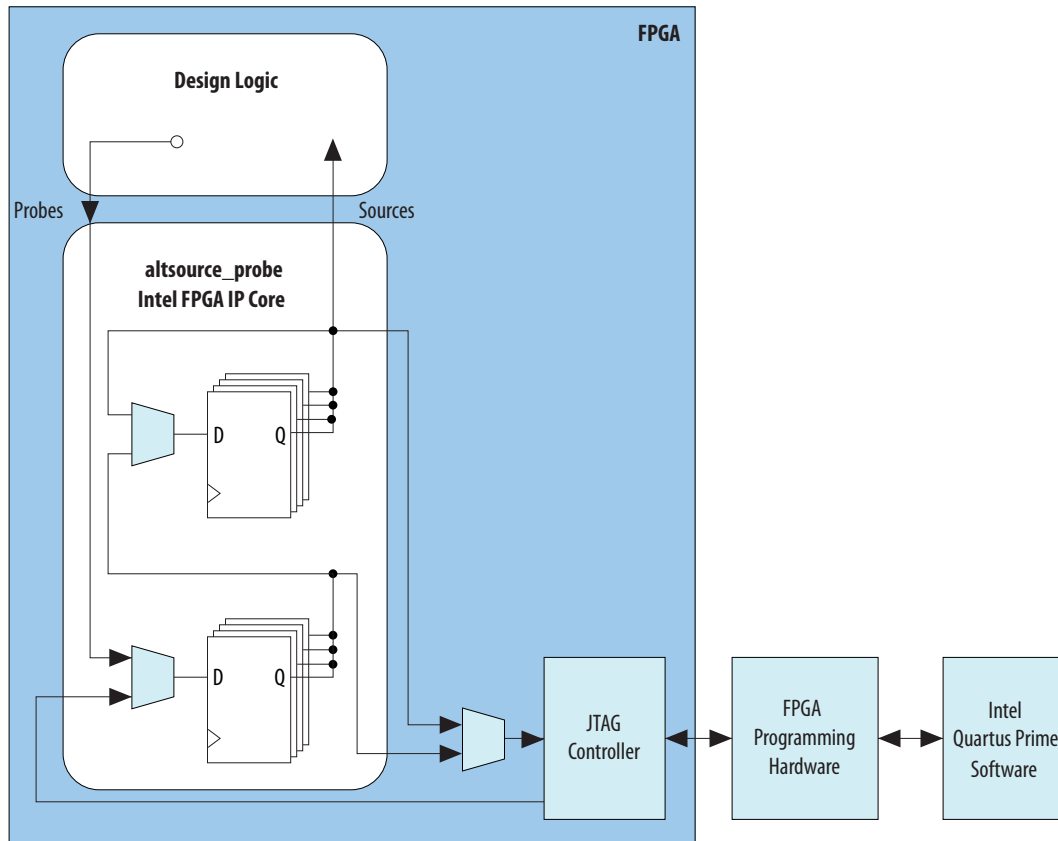 FPGA
Design Logic
Probes
Sources
altsource_probe
Intel FPGA IP Core
D Q
D Q
JTAG
Controller
FPGA
Programming
Hardware
Intel
Quartus Prime
Software